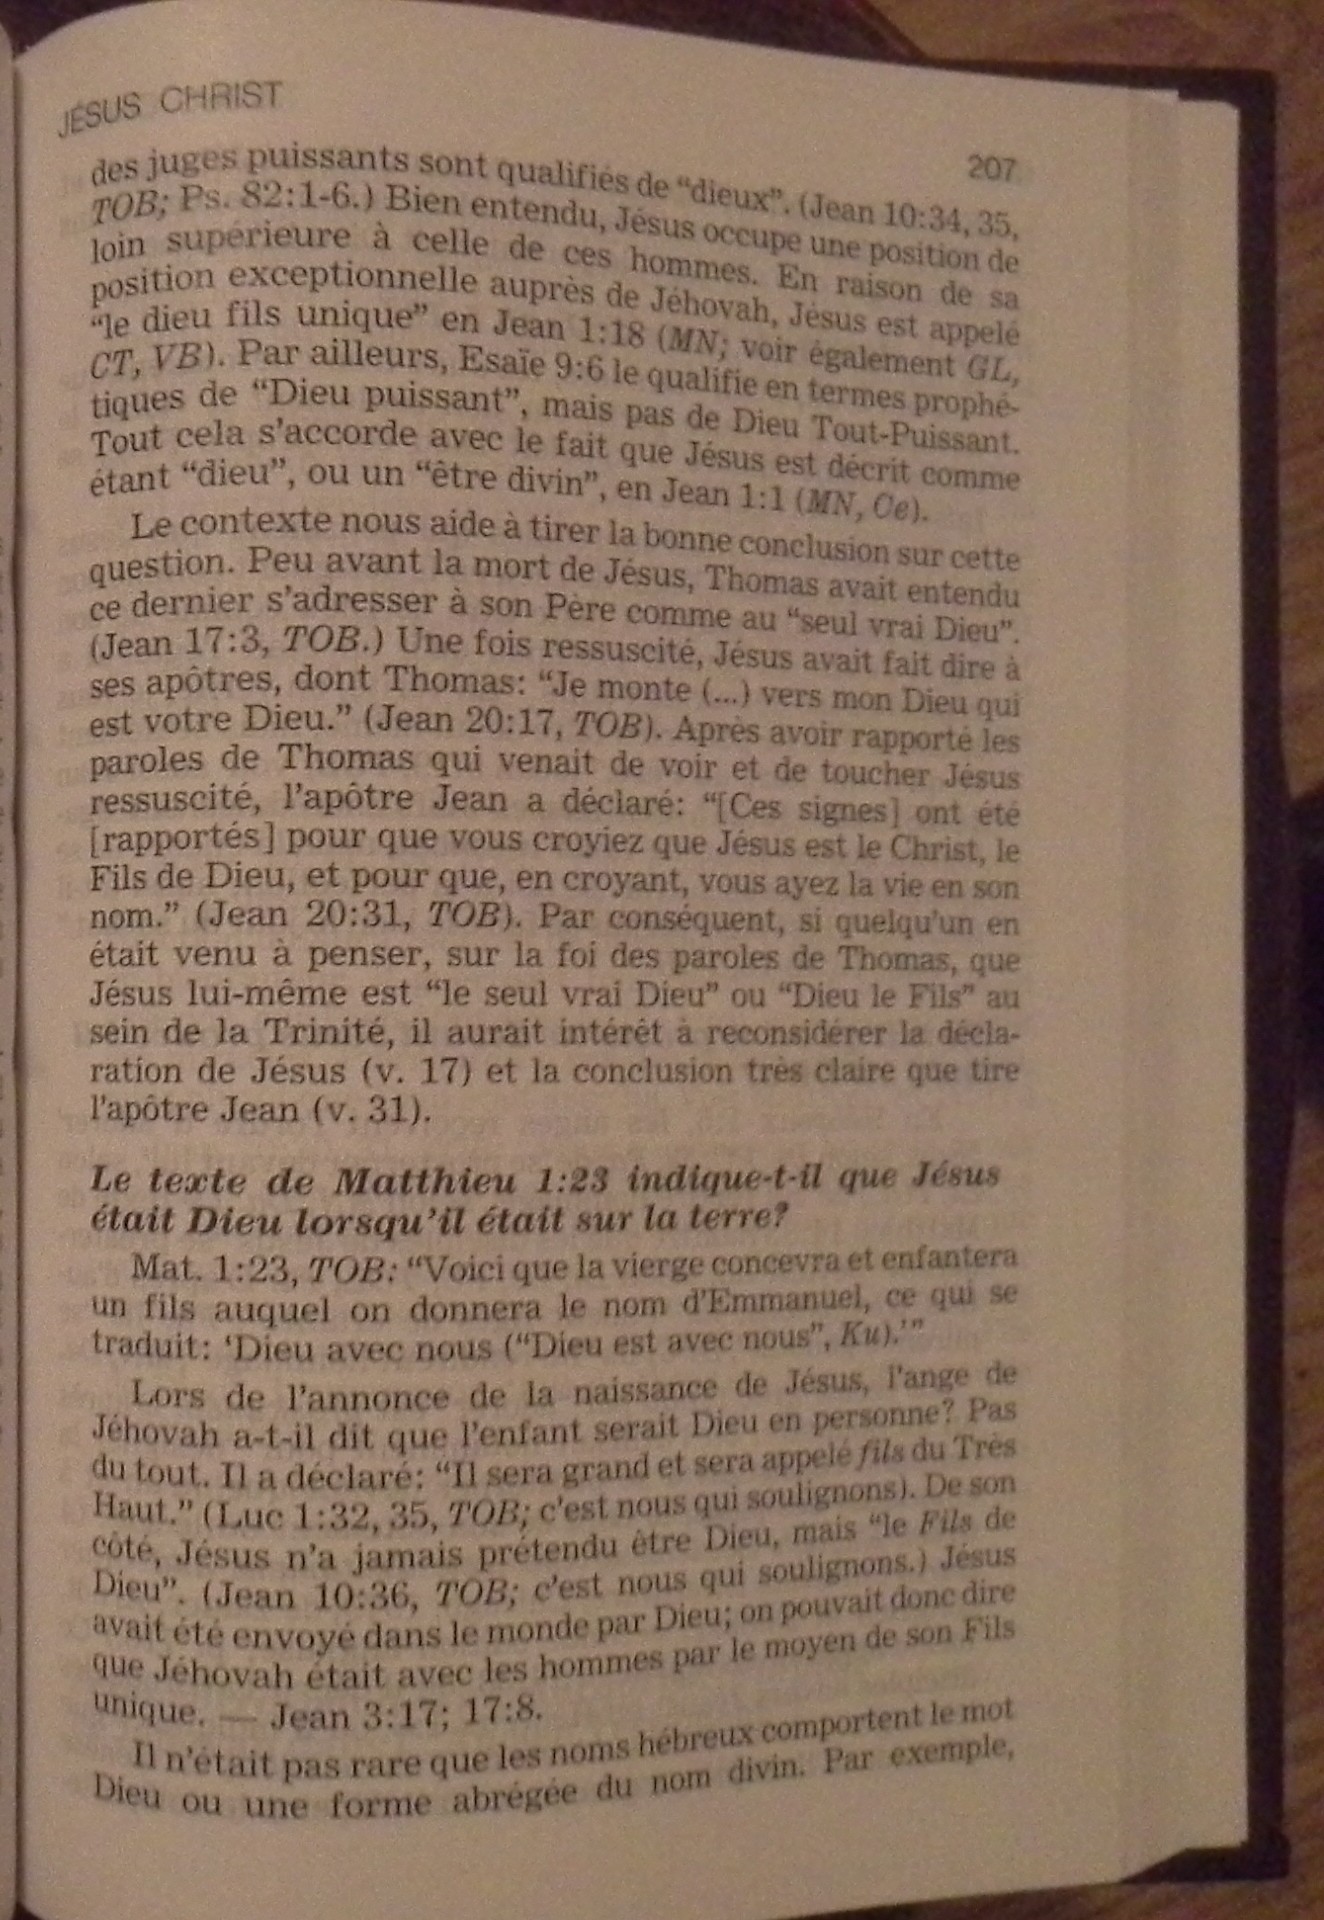 JÉSUS CHRIST
207
des juges puissants sont qualifiés de “dieux”. (Jean 10:34, 35,
TOB; Ps. 82:1-6.) Bien entendu, Jésus occupe une position de
loin supérieure à celle de ces hommes. En raison de sa
position exceptionnelle auprès de Jéhovah, Jésus est appelé
“le dieu fils unique” en Jean 1:18 (MN; voir également GL,
CT, VB). Par ailleurs, Esaïe 9:6 le qualifie en termes prophé-
tiques de “Dieu puissant”, mais pas de Dieu Tout-Puissant.
Tout cela s’accorde avec le fait que Jésus est décrit comme
étant “dieu”, ou un “être divin”, en Jean 1:1 (MN, Ce).
Le contexte nous aide à tirer la bonne conclusion sur cette
question. Peu avant la mort de Jésus, Thomas avait entendu
ce dernier s’adresser à son Père comme au “seul vrai Dieu”.
(Jean 17:3, TOB.) Une fois ressuscité, Jésus avait fait dire à
ses apôtres, dont Thomas: “Je monte (...) vers mon Dieu qui
est votre Dieu.” (Jean 20:17, TOB). Après avoir rapporté les
paroles de Thomas qui venait de voir et de toucher Jésus
ressuscité, l’apôtre Jean a déclaré: “[Ces signes] ont été
[rapportés] pour que vous croyiez que Jésus est le Christ, le
Fils de Dieu, et pour que, en croyant, vous ayez la vie en son
nom.” (Jean 20:31, TOB). Par conséquent, si quelqu’un en
était venu à penser, sur la foi des paroles de Thomas, que
Jésus lui-même est “le seul vrai Dieu” ou “Dieu le Fils” au
sein de la Trinité, il aurait intérêt à reconsidérer la décla-
ration de Jésus (v. 17) et la conclusion très claire que tire
l’apôtre Jean (v. 31).
Le texte de Matthieu 1:23 indique-t-il que Jésus
était Dieu lorsqu’il était sur la terre?
Mat. 1:23, TOB: “Voici que la vierge concevra et enfantera
un fils auquel on donnera le nom d’Emmanuel, ce qui se
traduit: ‘Dieu avec nous (“Dieu est avec nous”, Ku).’”
Lors de l’annonce de la naissance de Jésus, l’ange de
Jéhovah a-t-il dit que l’enfant serait Dieu en personne? Pas
du tout. Il a déclaré: “Il sera grand et sera appelé fils du Très
Haut.” (Luc 1:32, 35, TOB; c’est nous qui soulignons). De son
côté, Jésus n’a jamais prétendu être Dieu, mais “le Fils de
Dieu”. (Jean 10:36, TOB; c’est nous qui soulignons.) Jésus
avait été envoyé dans le monde par Dieu; on pouvait donc dire
que Jéhovah était avec les hommes par le moyen de son Fils
unique. — Jean 3:17; 17:8.
Il n’était pas rare que les noms hébreux comportent le mot
Dieu ou une forme abrégée du nom divin. Par exemple,